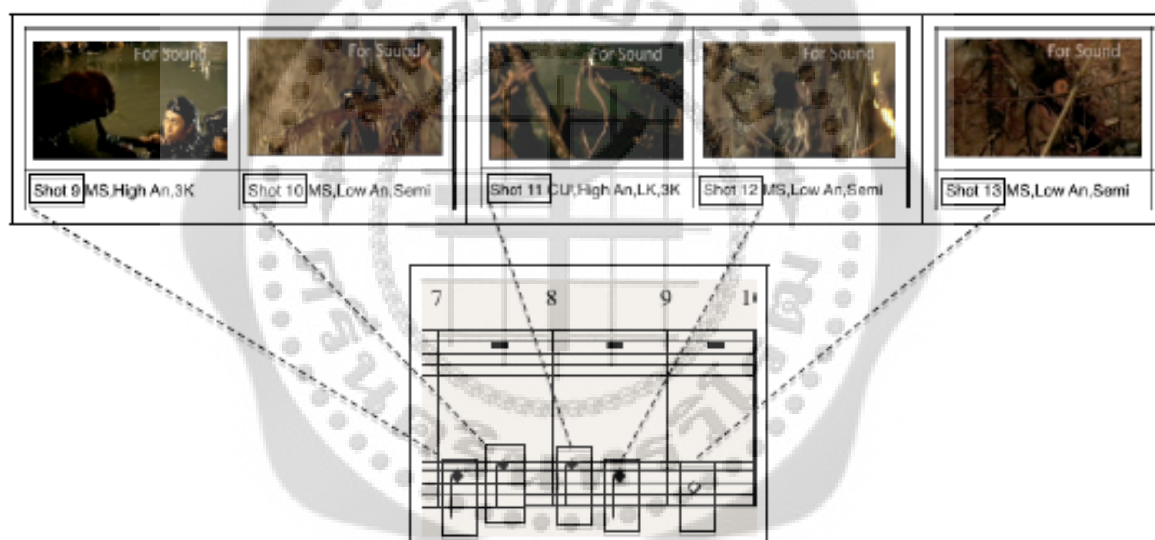 For Sound
For Sound
For Sound
For Sound
For Sound
Shot 9 MS,High An,3K
Shot 10 MS,Low An,Semi
Shot 11 CU,High An,LK,3K
Shot 12 MS,Low An,Semi
Shot 13 MS,Low An,Semi
7 8 9